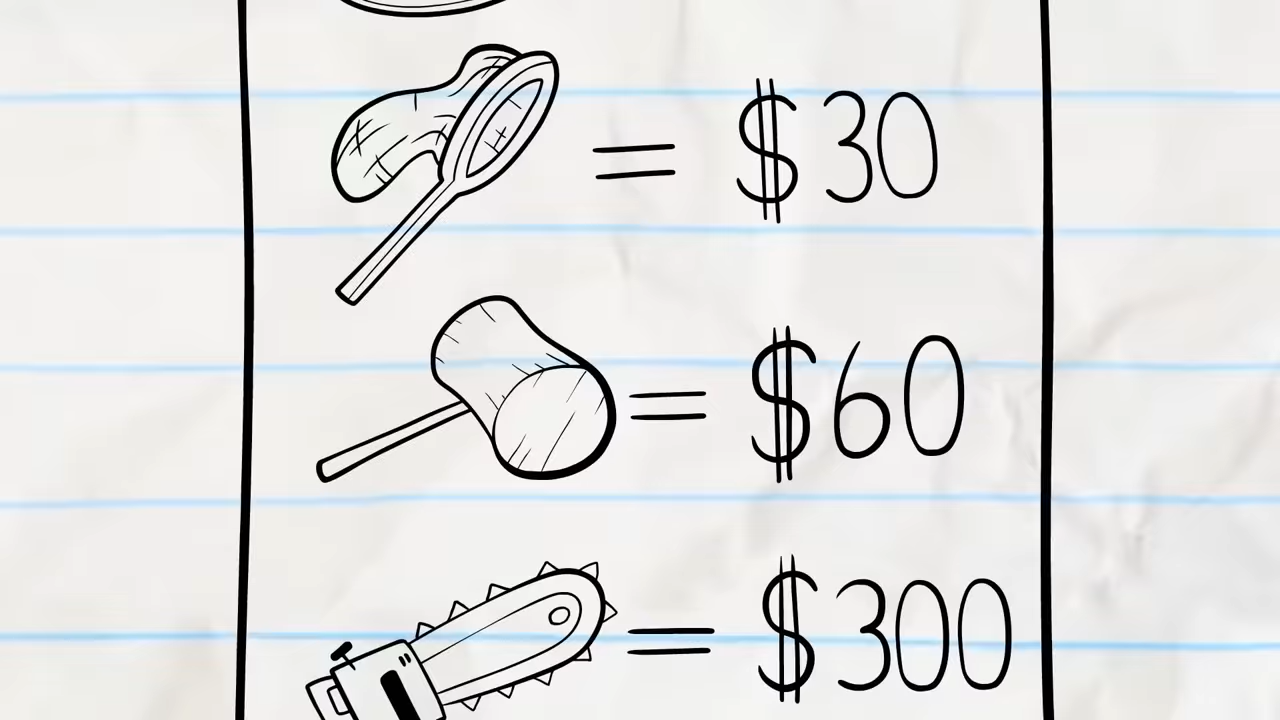 = $30
= $60
= $300